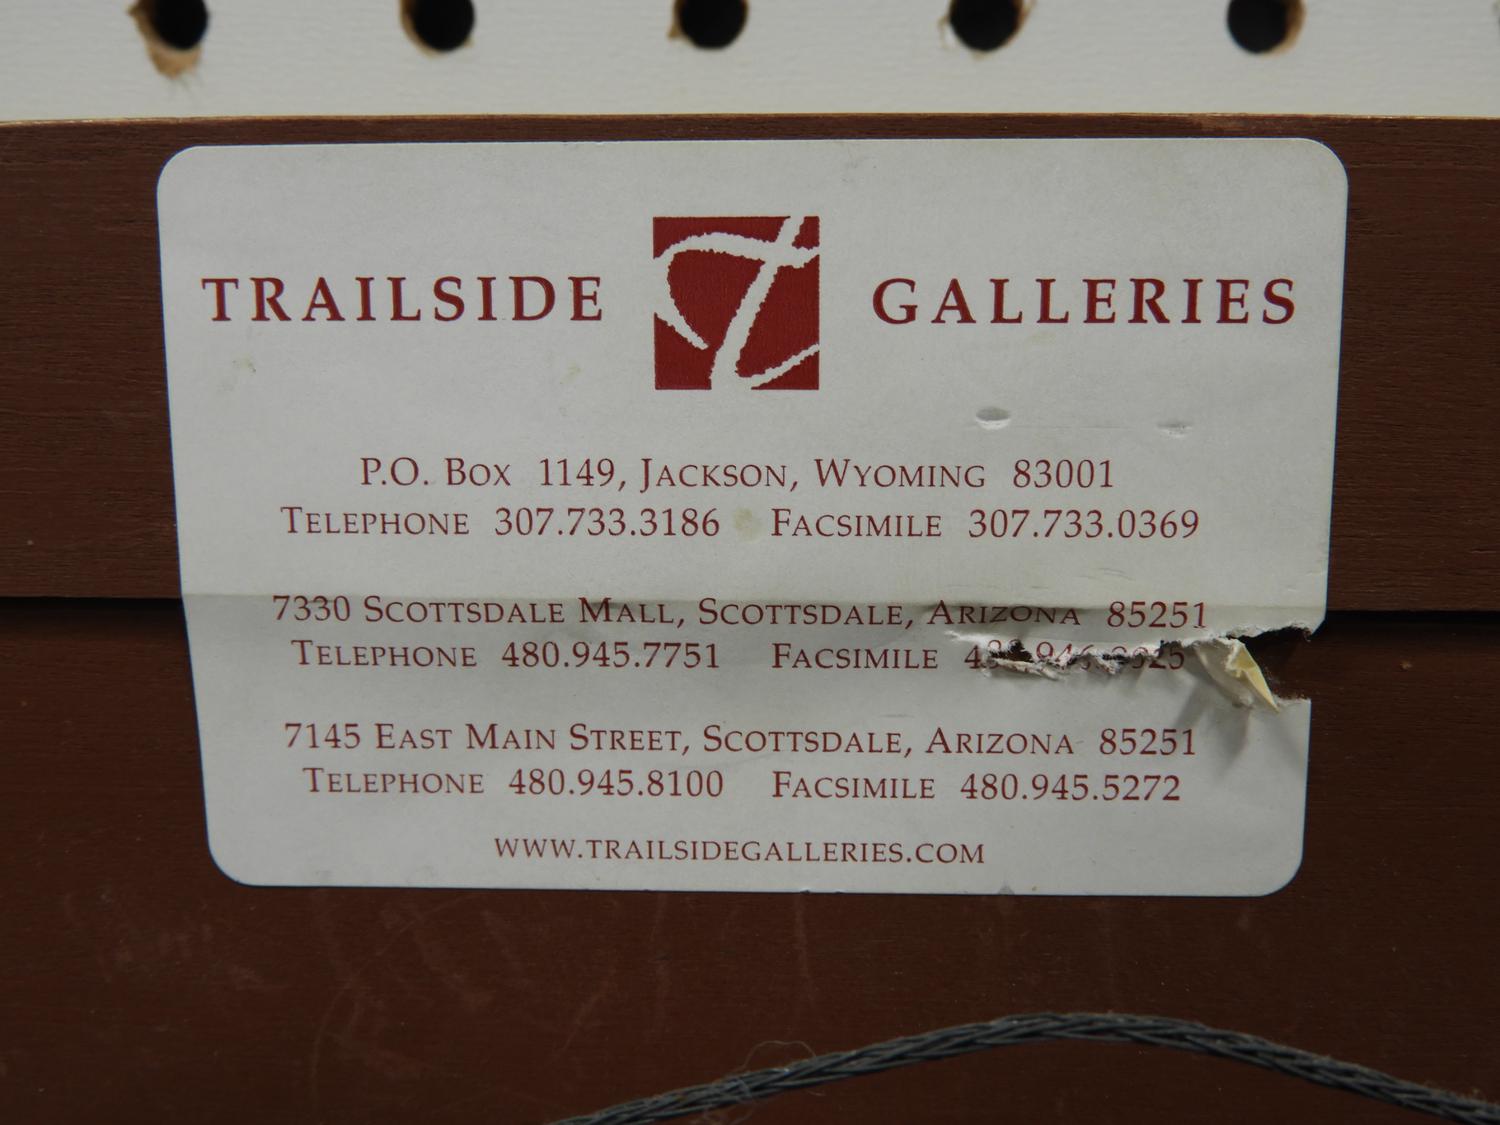 TRAILSIDE GALLERIES
P.O. BOX 1149, JACKSON, WYOMING 83001
TELEPHONE 307.733.3186 FACSIMILE 307.733.0369
7330 SCOTTSDALE MALL, SCOTTSDALE, ARIZONA 85251
TELEPHONE 480.945.7751 FACSIMILE
7145 EAST MAIN STREET, SCOTTSDALE, ARIZONA 85251
TELEPHONE 480.945.8100 FACSIMILE 480.945.5272
WWW.TRAILSIDEGALLERIES.COM